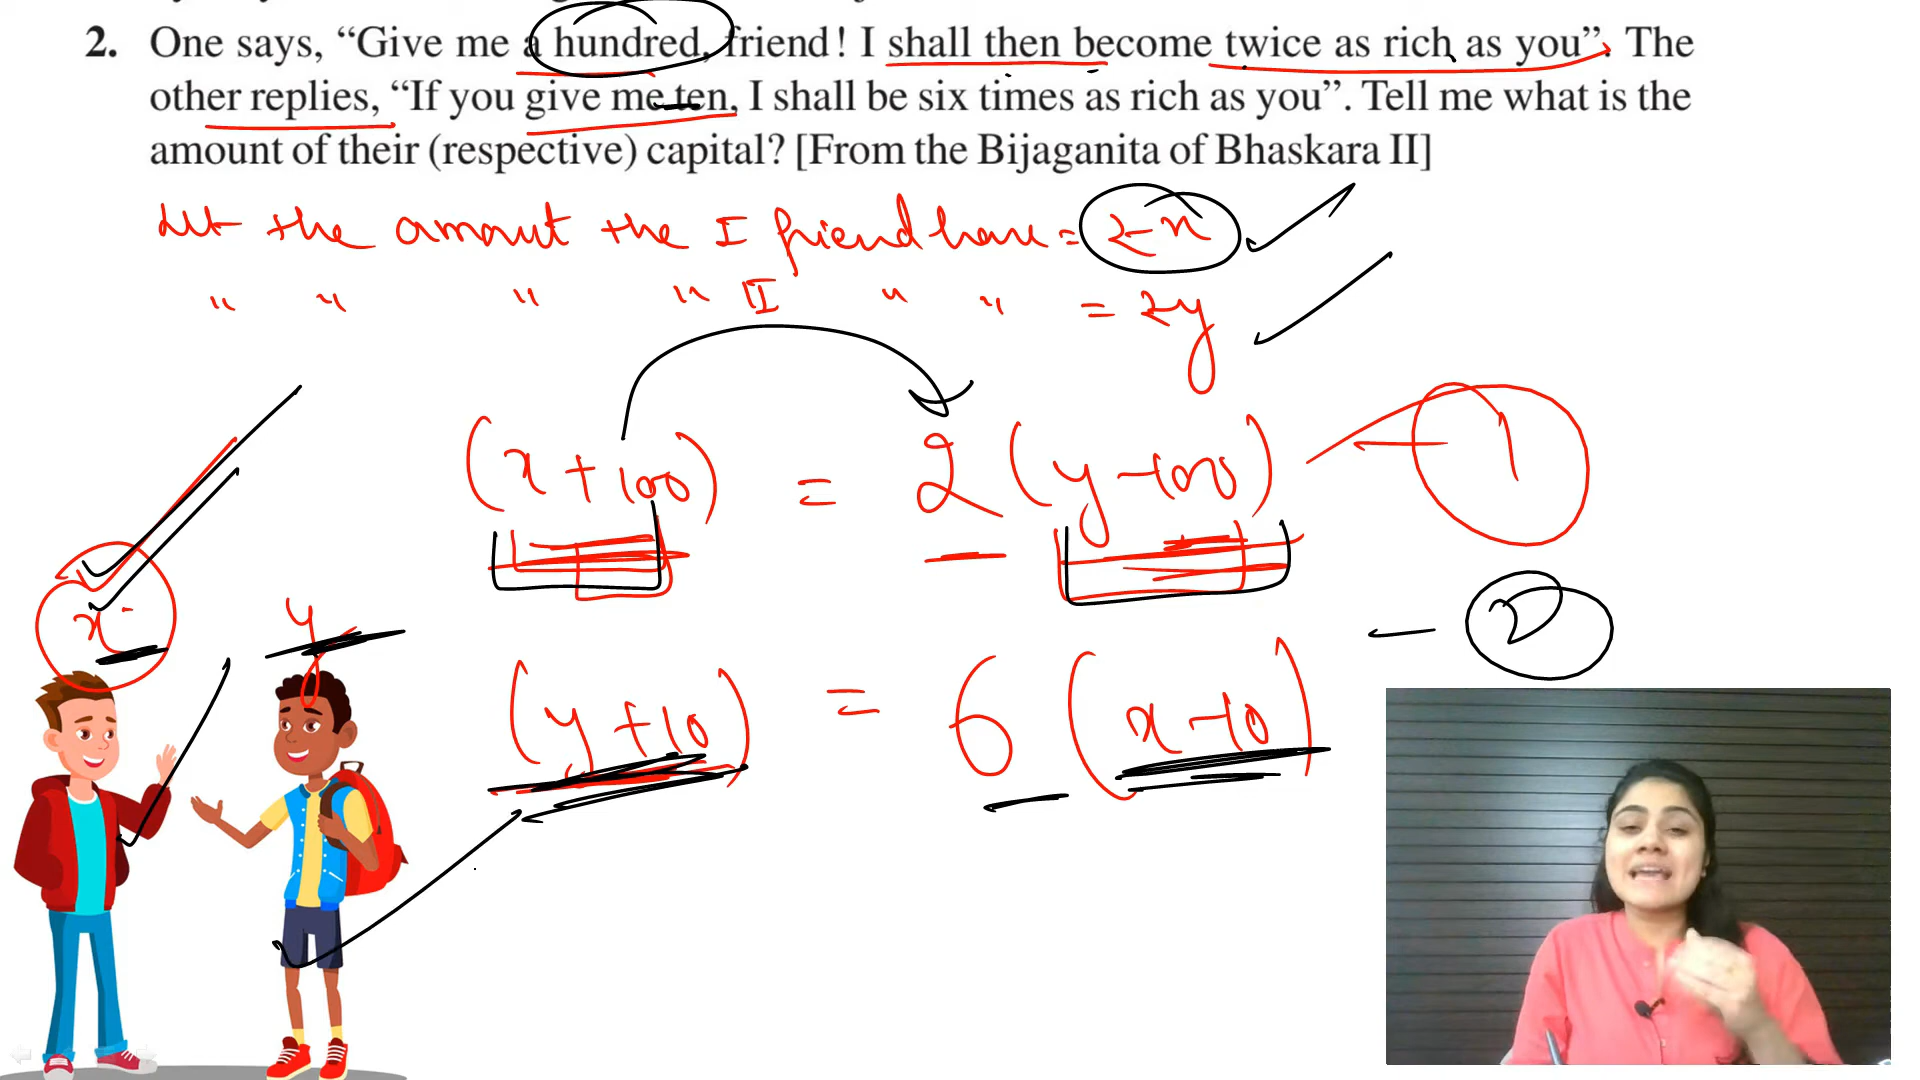 2. One says, “Give me a hundred, friend! I shall then become twice as rich as you”. The
other replies, “If you give me ten, I shall be six times as rich as you”. Tell me what is the
amount of their (respective) capital? [From the Bijaganita of Bhaskara II]
Let the amount the I friend have = ₹ x
" " " " II " " = ₹ y
(x + 100) = 2 (y - 100) 1
x
y
(y + 10) = 6 (x - 10) - 2